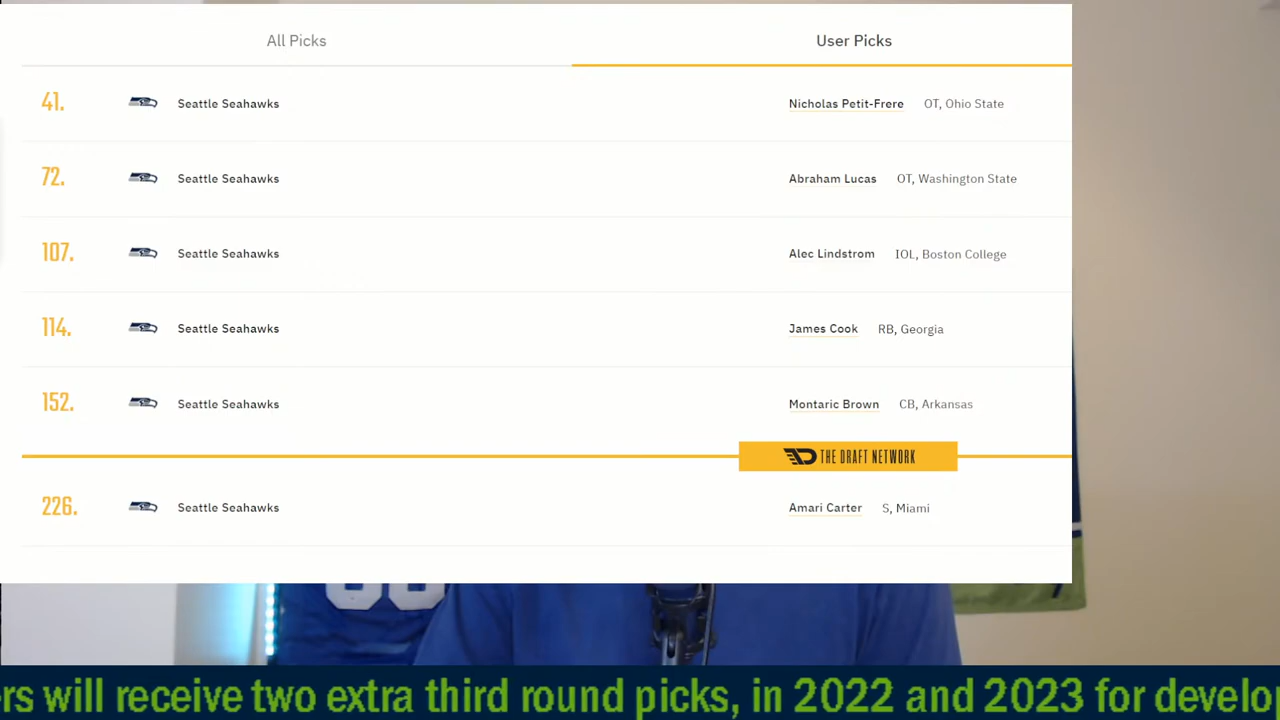 All Picks User Picks
41. Seattle Seahawks Nicholas Petit-Frere OT, Ohio State
72. Seattle Seahawks Abraham Lucas OT, Washington State
107. Seattle Seahawks Alec Lindstrom IOL, Boston College
114. Seattle Seahawks James Cook RB, Georgia
152. Seattle Seahawks Montaric Brown CB, Arkansas
THE DRAFT NETWORK
226. Seattle Seahawks Amari Carter S, Miami
ers will receive two extra third round picks, in 2022 and 2023 for develop